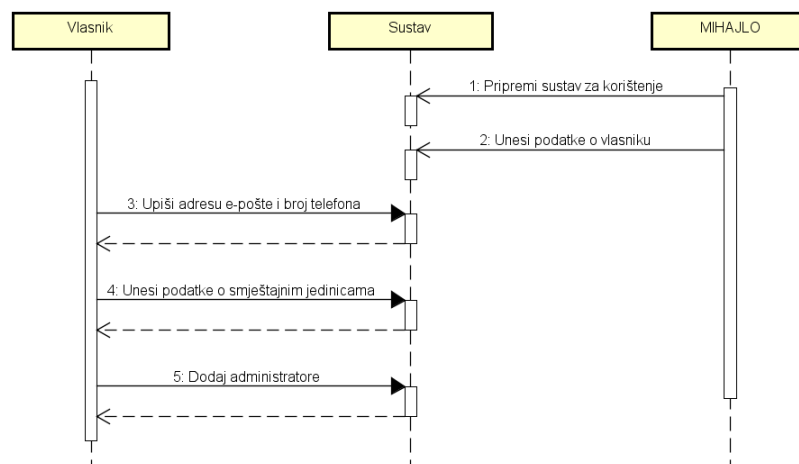 Vlasnik
Sustav
MIHAJLO
1: Pripremi sustav za korištenje
2: Unesi podatke o vlasniku
3: Upiši adresu e-pošte i broj telefona
4: Unesi podatke o smještajnim jedinicama
5: Dodaj administratore